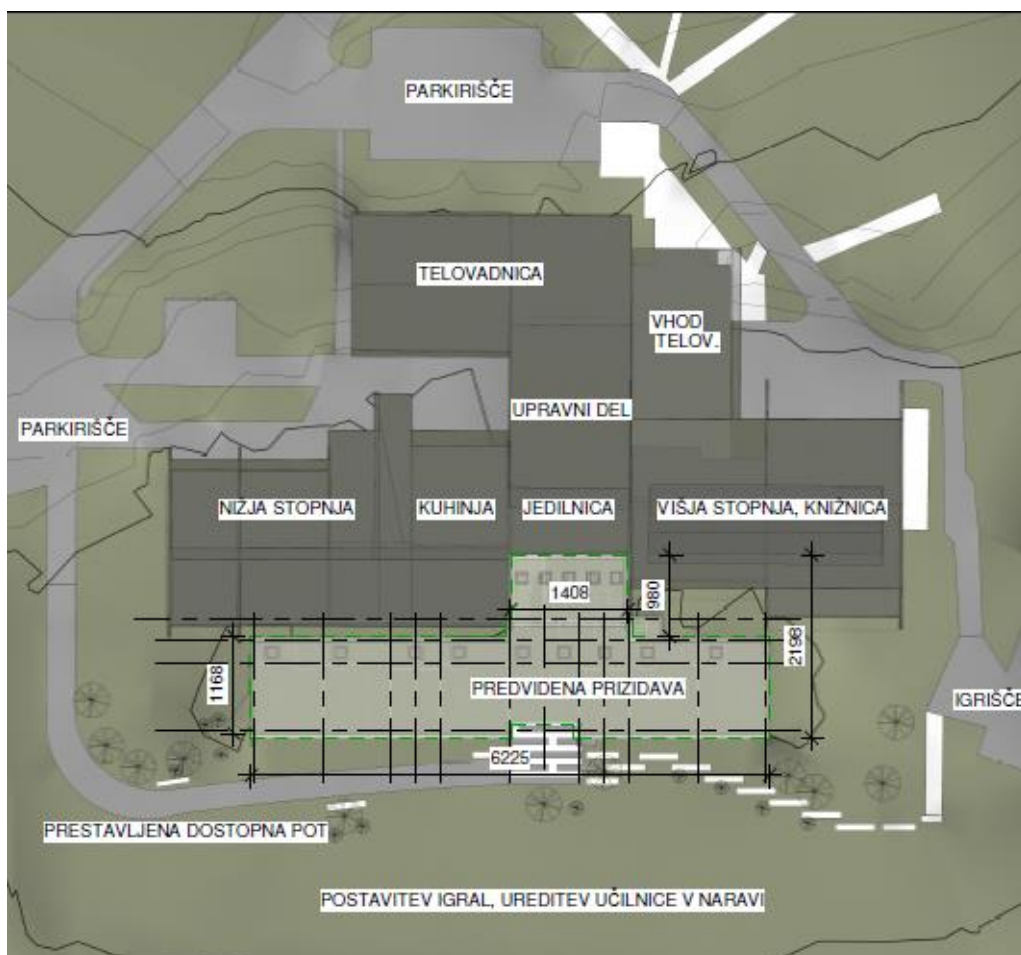 PARKIRIŠČE
TELOVADNICA
VHOD
TELOV.
UPRAVNI DEL
PARKIRIŠČE
NIŽJA STOPNJA
KUHINJA
JEDILNICA
VIŠJA STOPNJA, KNJIŽNICA
1408
980
2198
1168
PREDVIDENA PRIZIDAVA
IGRIŠČE
6225
PRESTAVLJENA DOSTOPNA POT
POSTAVITEV IGRAL, UREDITEV UČILNICE V NARAVI